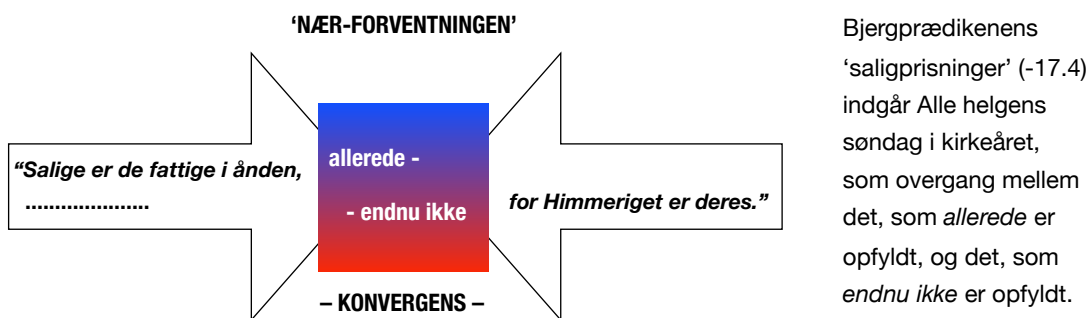 ‘NÆR-FORVENTNINGEN’
“Salige er de fattige i ånden,
.....................
allerede -
- endnu ikke
for Himmeriget er deres.”
– KONVERGENS –
Bjergprædikenens
‘saligprisninger’ (-17.4)
indgår Alle helgens
søndag i kirkeåret,
som overgang mellem
det, som allerede er
opfyldt, og det, som
endnu ikke er opfyldt.